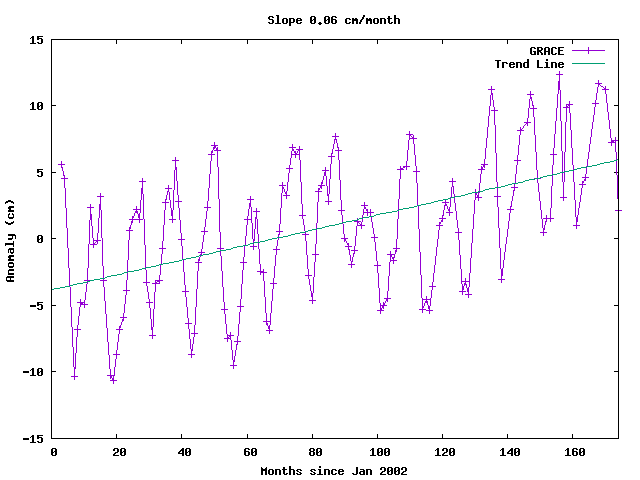 Slope 0.06 cm/month
GRACE
Trend Line
15
10
5
0
-5
-10
-15
Anomaly (cm)
0 20 40 60 80 100 120 140 160
Months since Jan 2002